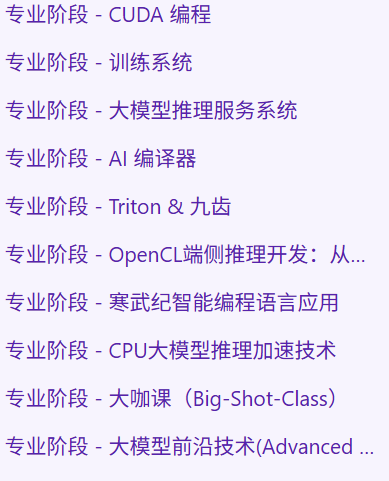 专业阶段 - CUDA 编程
专业阶段 - 训练系统
专业阶段 - 大模型推理服务系统
专业阶段 - AI 编译器
专业阶段 - Triton & 九齿
专业阶段 - OpenCL端侧推理开发：从...
专业阶段 - 寒武纪智能编程语言应用
专业阶段 - CPU大模型推理加速技术
专业阶段 - 大咖课（Big-Shot-Class）
专业阶段 - 大模型前沿技术(Advanced ...